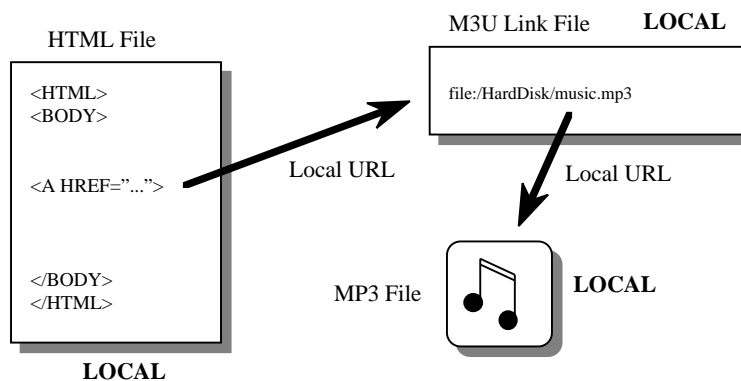 HTML File
<HTML>
<BODY>
<A HREF=”...”>
</BODY>
</HTML>
LOCAL
Local URL
M3U Link File
LOCAL
file:/HardDisk/music.mp3
Local URL
MP3 File
LOCAL